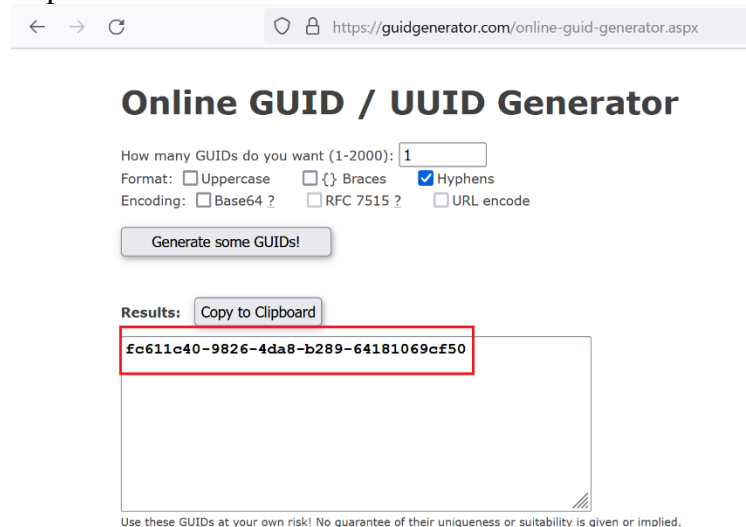 https://guidgenerator.com/online-guid-generator.aspx
Online GUID / UUID Generator
How many GUIDs do you want (1-2000): 1
Format: Uppercase {} Braces Hyphens
Encoding: Base64 ? RFC 7515 ? URL encode
Generate some GUIDs!
Results: Copy to Clipboard
fc611c40-9826-4da8-b289-64181069cf50
Use these GUIDs at your own risk! No guarantee of their uniqueness or suitability is given or implied.